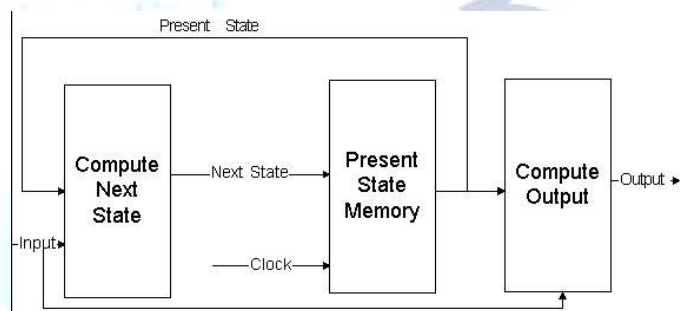 Present State
Compute
Next
State
Next State
Present
State
Memory
Compute
Output
Output
Input
Clock